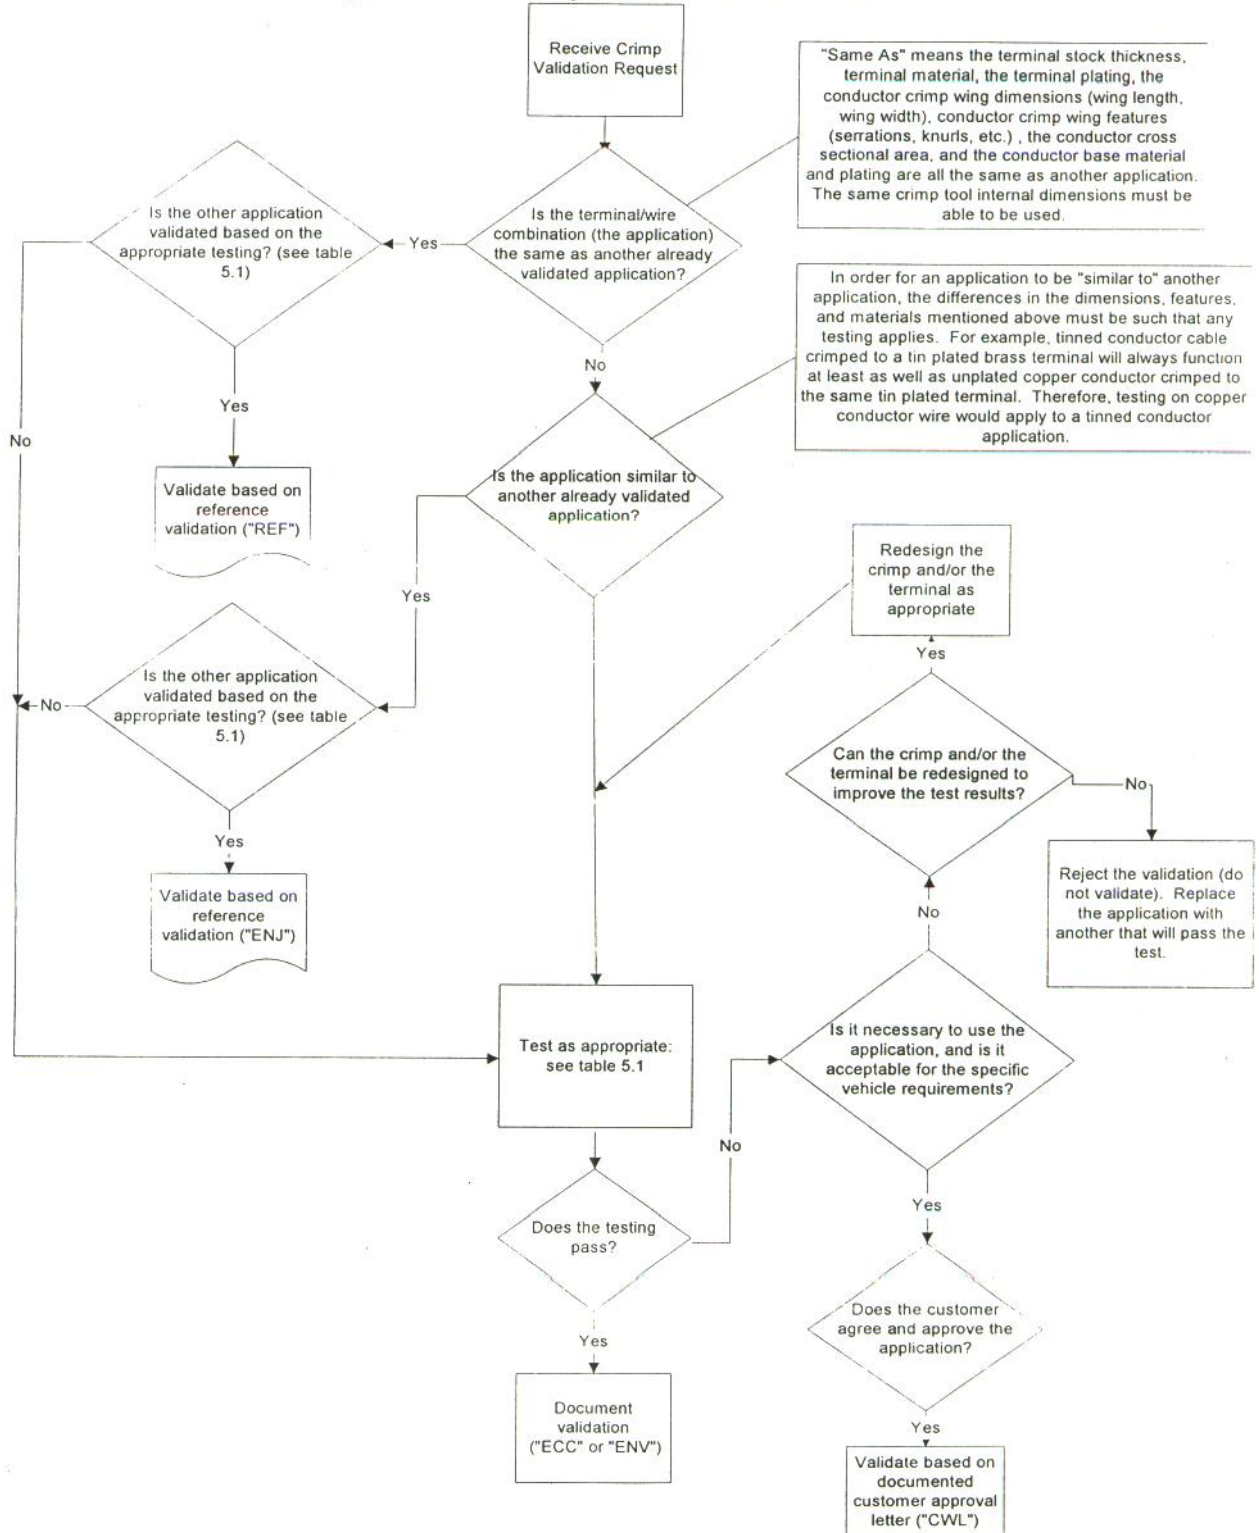 Receive Crimp
Validation Request
"Same As" means the terminal stock thickness,
terminal material, the terminal plating, the
conductor crimp wing dimensions (wing length,
wing width), conductor crimp wing features
(serrations, knurls, etc.) , the conductor cross
sectional area, and the conductor base material
and plating are all the same as another application.
The same crimp tool internal dimensions must be
able to be used.
Is the other application
validated based on the
appropriate testing? (see table
5.1)
Yes
Is the terminal/wire
combination (the application)
the same as another already
validated application?
In order for an application to be "similar to" another
application, the differences in the dimensions, features,
and materials mentioned above must be such that any
testing applies. For example, tinned conductor cable
crimped to a tin plated brass terminal will always function
at least as well as unplated copper conductor crimped to
the same tin plated terminal. Therefore, testing on copper
conductor wire would apply to a tinned conductor
application.
No
Yes
No
Validate based on
reference
validation ("REF")
Is the application similar to
another already validated
application?
Yes
Redesign the
crimp and/or the
terminal as
appropriate
Yes
Is the other application
validated based on the
appropriate testing? (see table
5.1)
No
Yes
Validate based on
reference
validation ("ENJ")
Can the crimp and/or the
terminal be redesigned to
improve the test results?
No
Reject the validation (do
not validate). Replace
the application with
another that will pass the
test.
No
Is it necessary to use the
application, and is it
acceptable for the specific
vehicle requirements?
Test as appropriate:
see table 5.1
No
Does the testing
pass?
Yes
Yes
Document
validation
("ECC" or "ENV")
Does the customer
agree and approve the
application?
Yes
Validate based on
documented
customer approval
letter ("CWL")